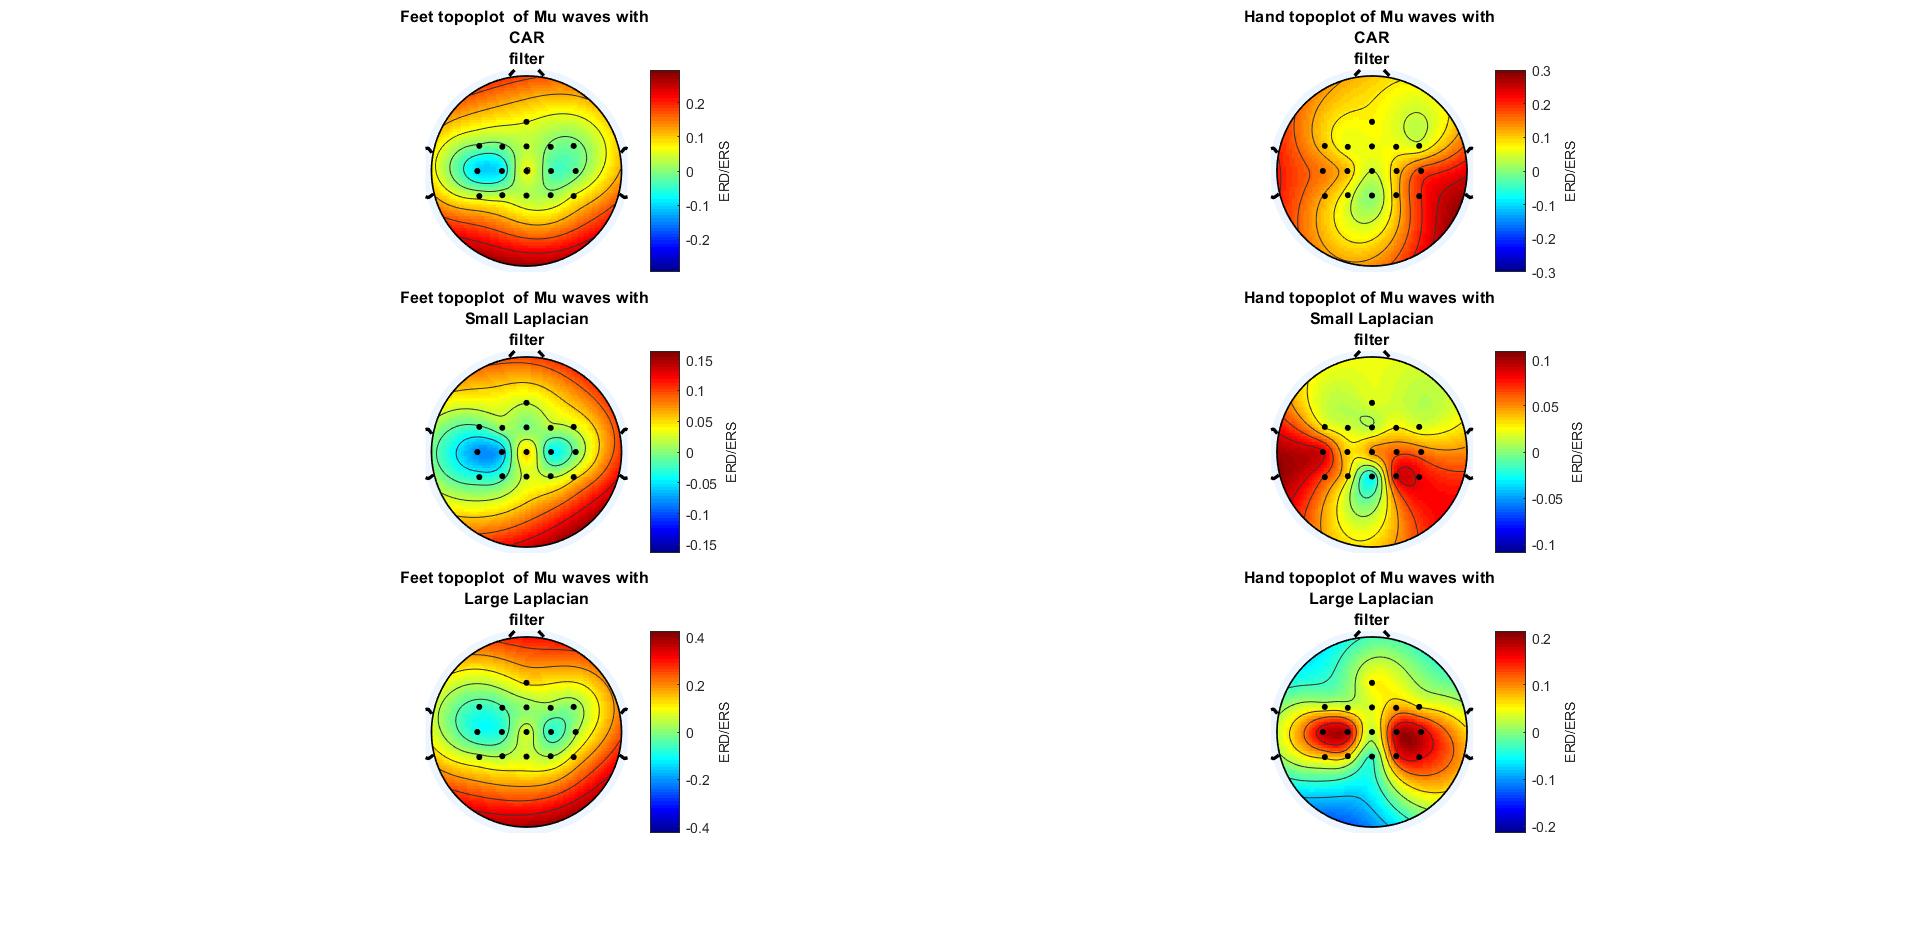 Feet topoplot  of Mu waves with
CAR
filter
0.2
0.1
0
-0.1
-0.2
ERD/ERS
Hand topoplot of Mu waves with
CAR
filter
0.3
0.2
0.1
0
-0.1
-0.2
-0.3
ERD/ERS
Feet topoplot  of Mu waves with
Small Laplacian
filter
0.15
0.1
0.05
0
-0.05
-0.1
-0.15
ERD/ERS
Hand topoplot of Mu waves with
Small Laplacian
filter
0.1
0.05
0
-0.05
-0.1
ERD/ERS
Feet topoplot  of Mu waves with
Large Laplacian
filter
0.4
0.2
0
-0.2
-0.4
ERD/ERS
Hand topoplot of Mu waves with
Large Laplacian
filter
0.2
0.1
0
-0.1
-0.2
ERD/ERS